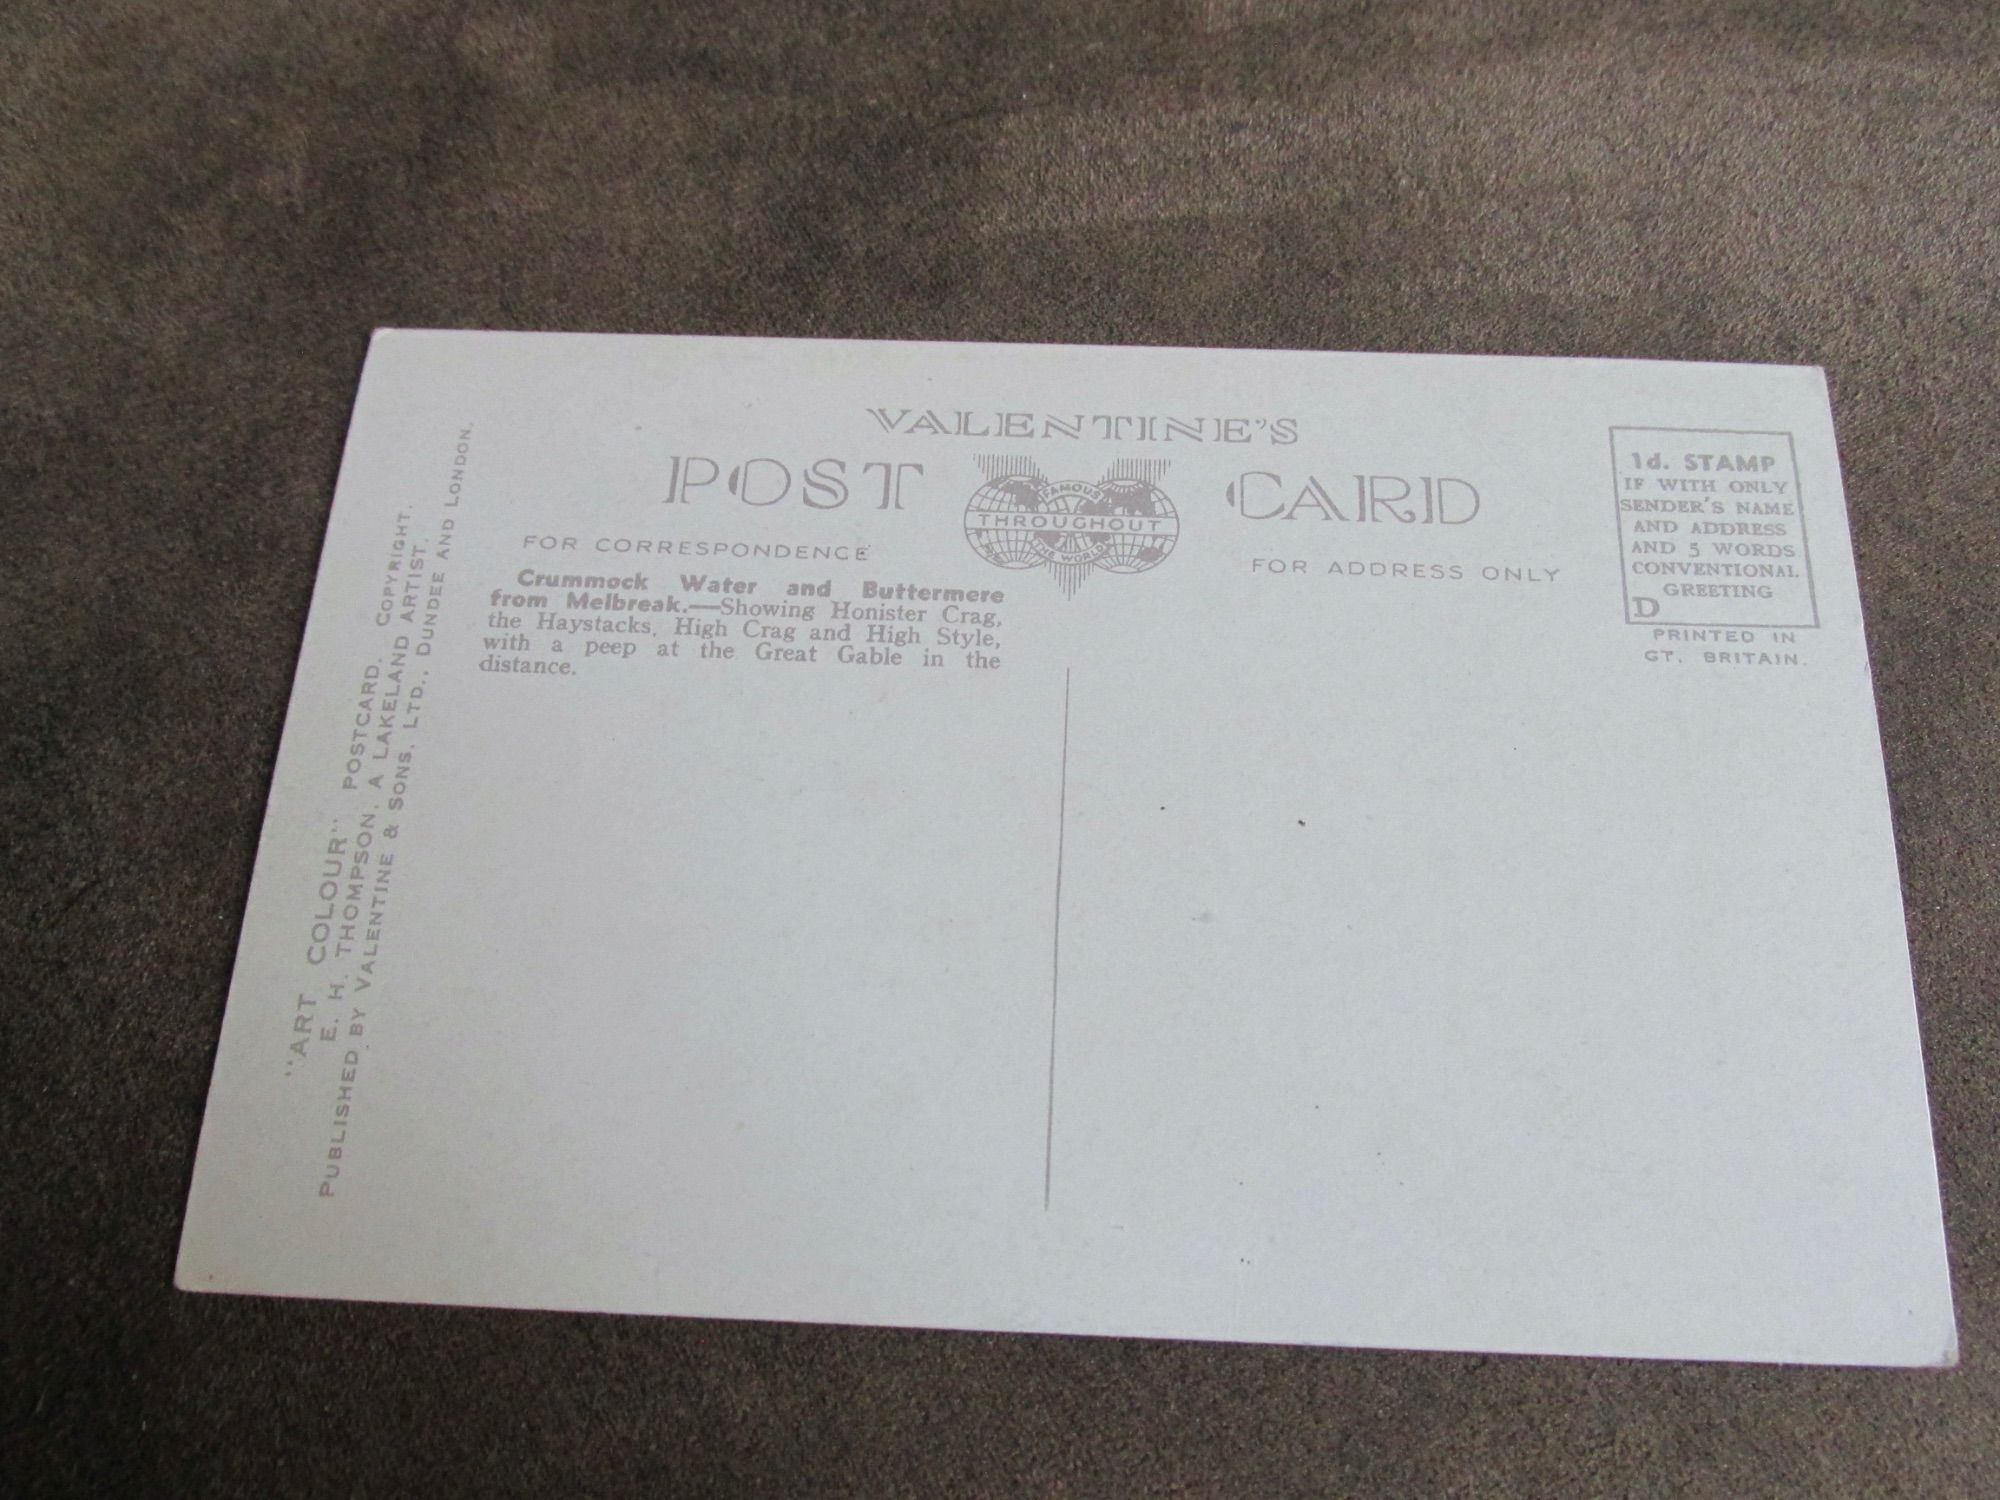 VALENTINE'S
POST CARD
FAMOUS
THROUGHOUT
THE WORLD
FOR CORRESPONDENCE
FOR ADDRESS ONLY
Crummock Water and Buttermere
from Melbreak.—Showing Honister Crag,
the Haystacks, High Crag and High Style,
with a peep at the Great Gable in the
distance.
1d. STAMP
IF WITH ONLY
SENDER'S NAME
AND ADDRESS
AND 5 WORDS
CONVENTIONAL
GREETING
D
PRINTED IN
GT. BRITAIN.
"ART COLOUR" POSTCARD. COPYRIGHT.
E. H. THOMPSON, A LAKELAND ARTIST.
PUBLISHED BY VALENTINE & SONS, LTD., DUNDEE AND LONDON.